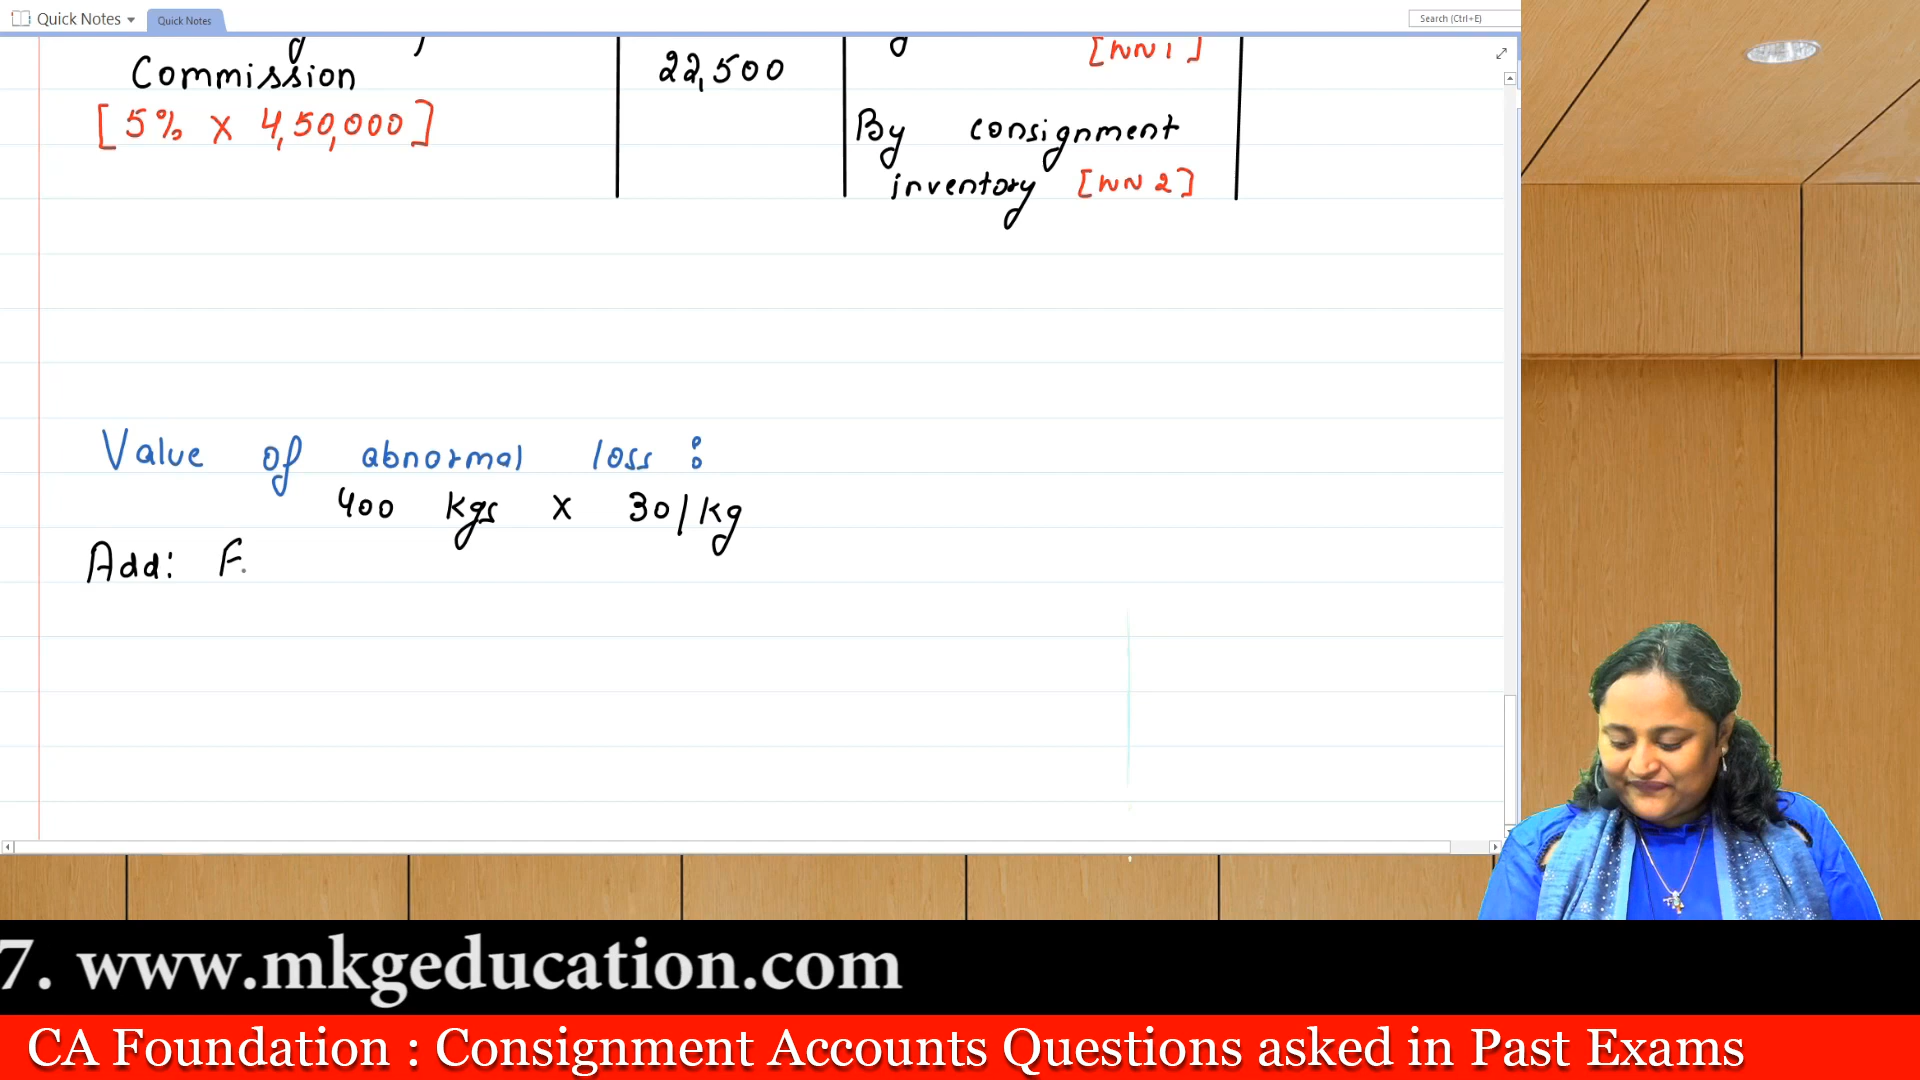 Quick Notes
Quick Notes
Search (Ctrl+E)
Commission 22,500 [WN 1]
[5% X 4,50,000]
By consignment
inventory [WN 2]
Value of abnormal loss :
400 kgs X 30/kg
Add: F
7. www.mkgeducation.com
CA Foundation : Consignment Accounts Questions asked in Past Exams